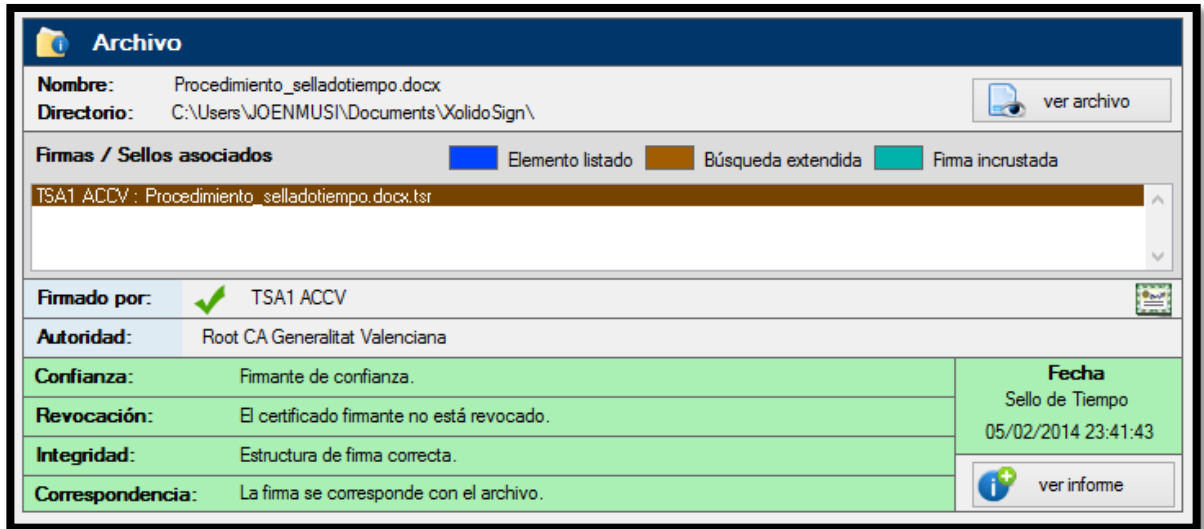 Archivo
Nombre: Procedimiento_selladotiempo.docx
Directorio: C:\Users\JOENMUSI\Documents\XolidoSign\
ver archivo
Firmas / Sellos asociados Elemento listado Búsqueda extendida Firma incrustada
TSA1 ACCV : Procedimiento_selladotiempo.docx.tsr
Firmado por: TSA1 ACCV
Autoridad: Root CA Generalitat Valenciana
Confianza: Firmante de confianza.
Revocación: El certificado firmante no está revocado.
Integridad: Estructura de firma correcta.
Correspondencia: La firma se corresponde con el archivo.
Fecha
Sello de Tiempo
05/02/2014 23:41:43
ver informe